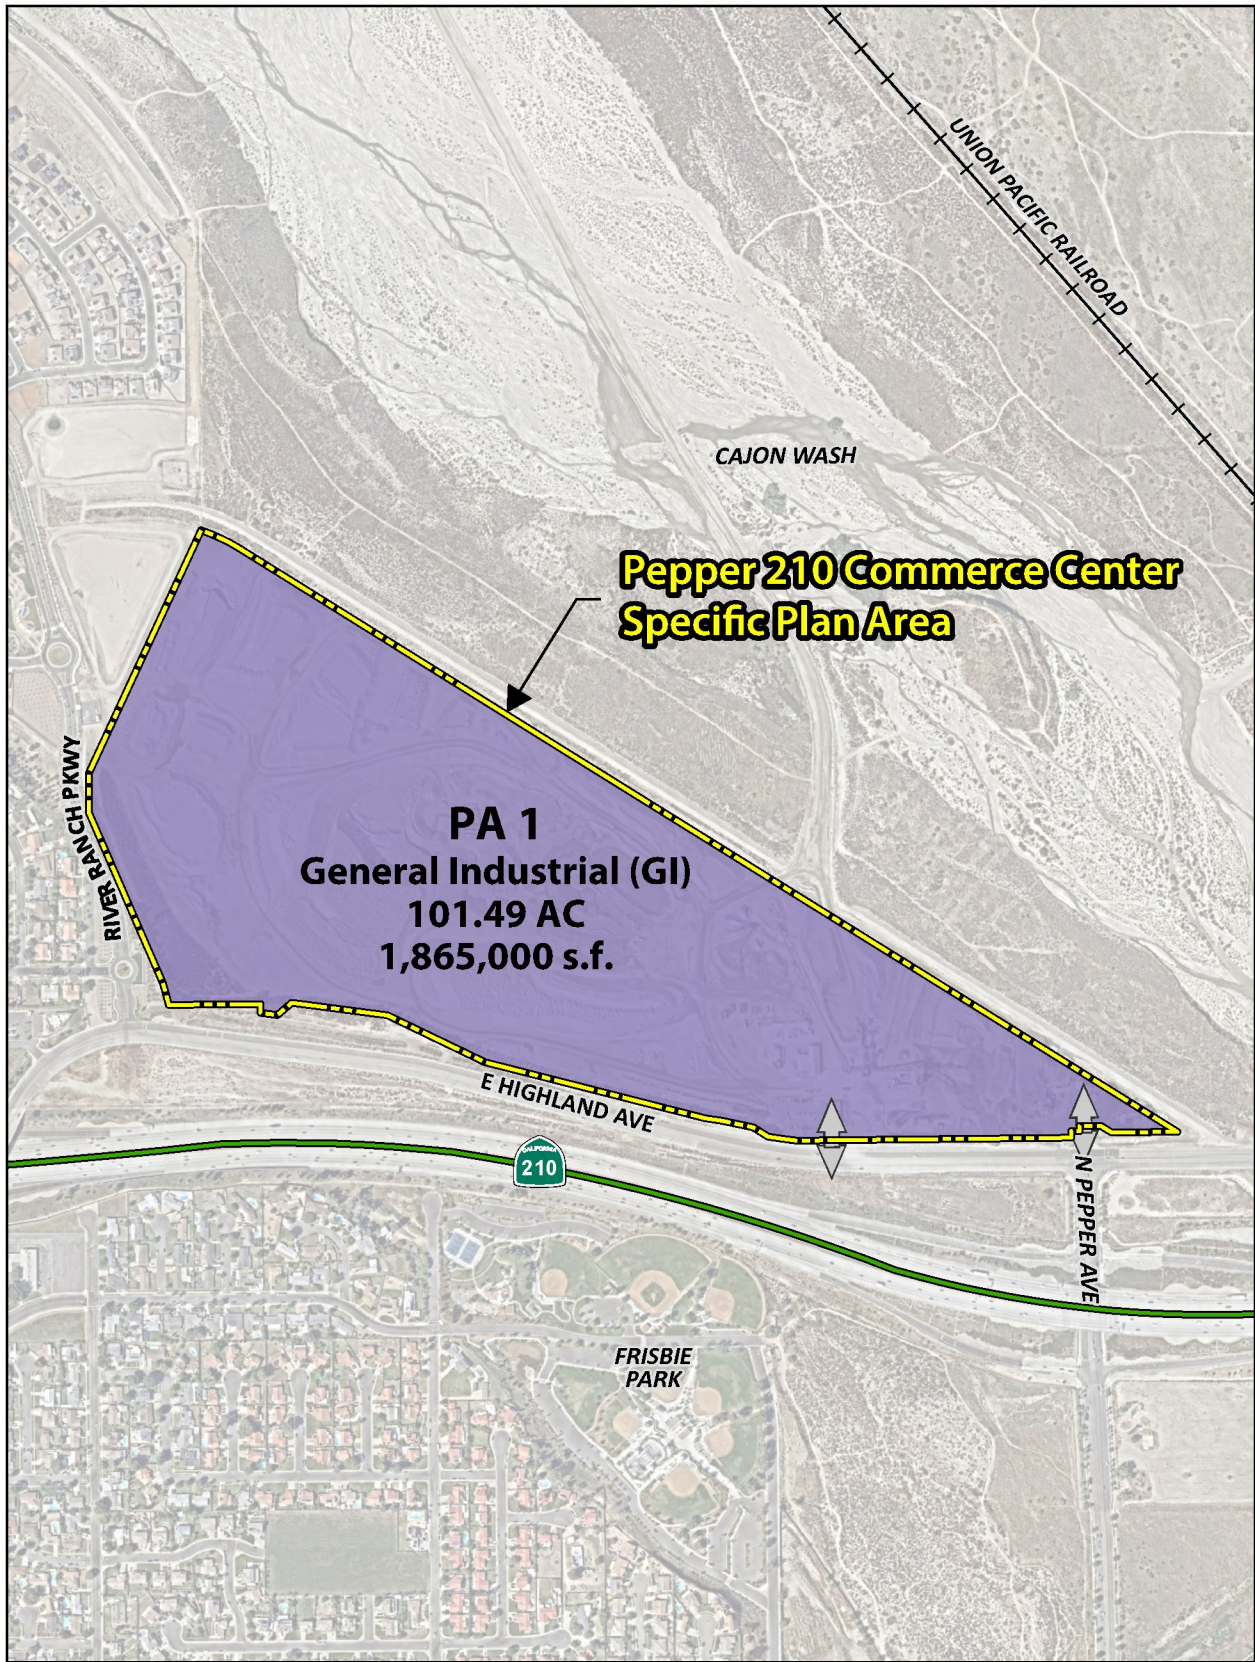 UNION PACIFIC RAILROAD
CAJON WASH
Pepper 210 Commerce Center
Specific Plan Area
RIVER RANCH PKWY
PA 1
General Industrial (GI)
101.49 AC
1,865,000 s.f.
E HIGHLAND AVE
CALIFORNIA
210
N PEPPER AVE
FRISBIE
PARK